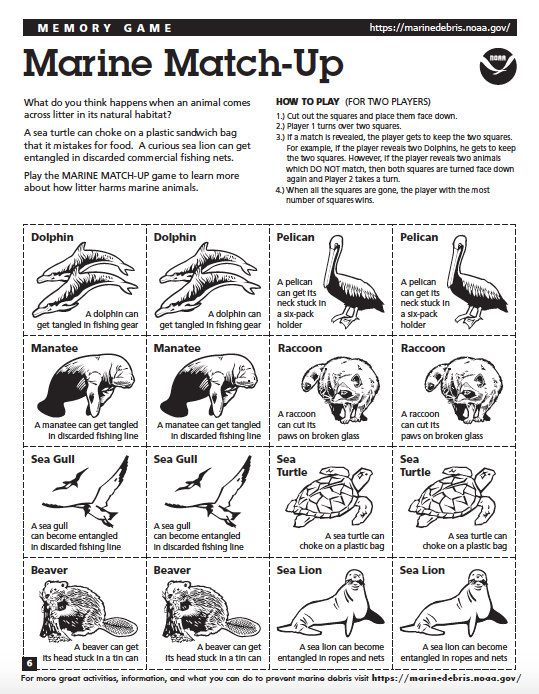 MEMORY GAME
https://marinedebris.noaa.gov/
Marine Match-Up
NOAA
What do you think happens when an animal comes
across litter in its natural habitat?
A sea turtle can choke on a plastic sandwich bag
that it mistakes for food. A curious sea lion can get
entangled in discarded commercial fishing nets.
Play the MARINE MATCH-UP game to learn more
about how litter harms marine animals.
HOW TO PLAY (FOR TWO PLAYERS)
1.) Cut out the squares and place them face down.
2.) Player 1 turns over two squares.
3.) If a match is revealed, the player gets to keep the two squares.
For example, if the player reveals two Dolphins, he gets to keep
the two squares. However, if the player reveals two animals
which DO NOT match, then both squares are turned face down
again and Player 2 takes a turn.
4.) When all the squares are gone, the player with the most
number of squares wins.
Dolphin
A dolphin can
get tangled in fishing gear
Dolphin
A dolphin can
get tangled in fishing gear
Pelican
A pelican
can get its
neck stuck in
a six-pack
holder
Pelican
A pelican
can get its
neck stuck in
a six-pack
holder
Manatee
A manatee can get tangled
in discarded fishing line
Manatee
A manatee can get tangled
in discarded fishing line
Raccoon
A raccoon
can cut its
paws on broken glass
Raccoon
A raccoon
can cut its
paws on broken glass
Sea Gull
A sea gull
can become entangled
in discarded fishing line
Sea Gull
A sea gull
can become entangled
in discarded fishing line
Sea
Turtle
A sea turtle can
choke on a plastic bag
Sea
Turtle
A sea turtle can
choke on a plastic bag
Beaver
A beaver can get
its head stuck in a tin can
Beaver
A beaver can get
its head stuck in a tin can
Sea Lion
A sea lion can become
entangled in ropes and nets
Sea Lion
A sea lion can become
entangled in ropes and nets
6
For more great activities, information, and what you can do to prevent marine debris visit https://marinedebris.noaa.gov/